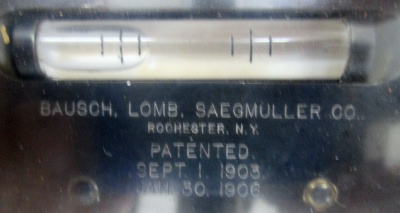 BAUSCH, LOMB, SAEGMULLER CO.,
ROCHESTER, N.Y.
PATENTED.
SEPT. 1, 1903.
JAN. 30, 1906